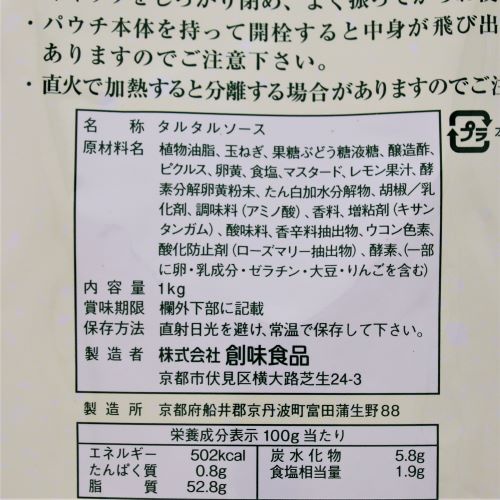 ・パウチ本体を持って開栓すると中身が飛び出
ありますのでご注意下さい。
・直火で加熱すると分離する場合がありますのでご注
プラ
名　　称 タルタルソース
原材料名 植物油脂、玉ねぎ、果糖ぶどう糖液糖、醸造酢、
ピクルス、卵黄、食塩、マスタード、レモン果汁、酵
素分解卵黄粉末、たん白加水分解物、胡椒／乳
化剤、調味料（アミノ酸）、香料、増粘剤（キサン
タンガム）、酸味料、香辛料抽出物、ウコン色素、
酸化防止剤（ローズマリー抽出物）、酵素、（一部
に卵・乳成分・ゼラチン・大豆・りんごを含む）
内 容 量 1kg
賞味期限 欄外下部に記載
保存方法 直射日光を避け、常温で保存して下さい。
製 造 者 株式会社 創味食品
京都市伏見区横大路芝生24-3
製 造 所 京都府船井郡京丹波町富田蒲生野88
栄養成分表示 100g当たり
エネルギー 502kcal 炭水化物 5.8g
たんぱく質 0.8g 食塩相当量 1.9g
脂　　質 52.8g